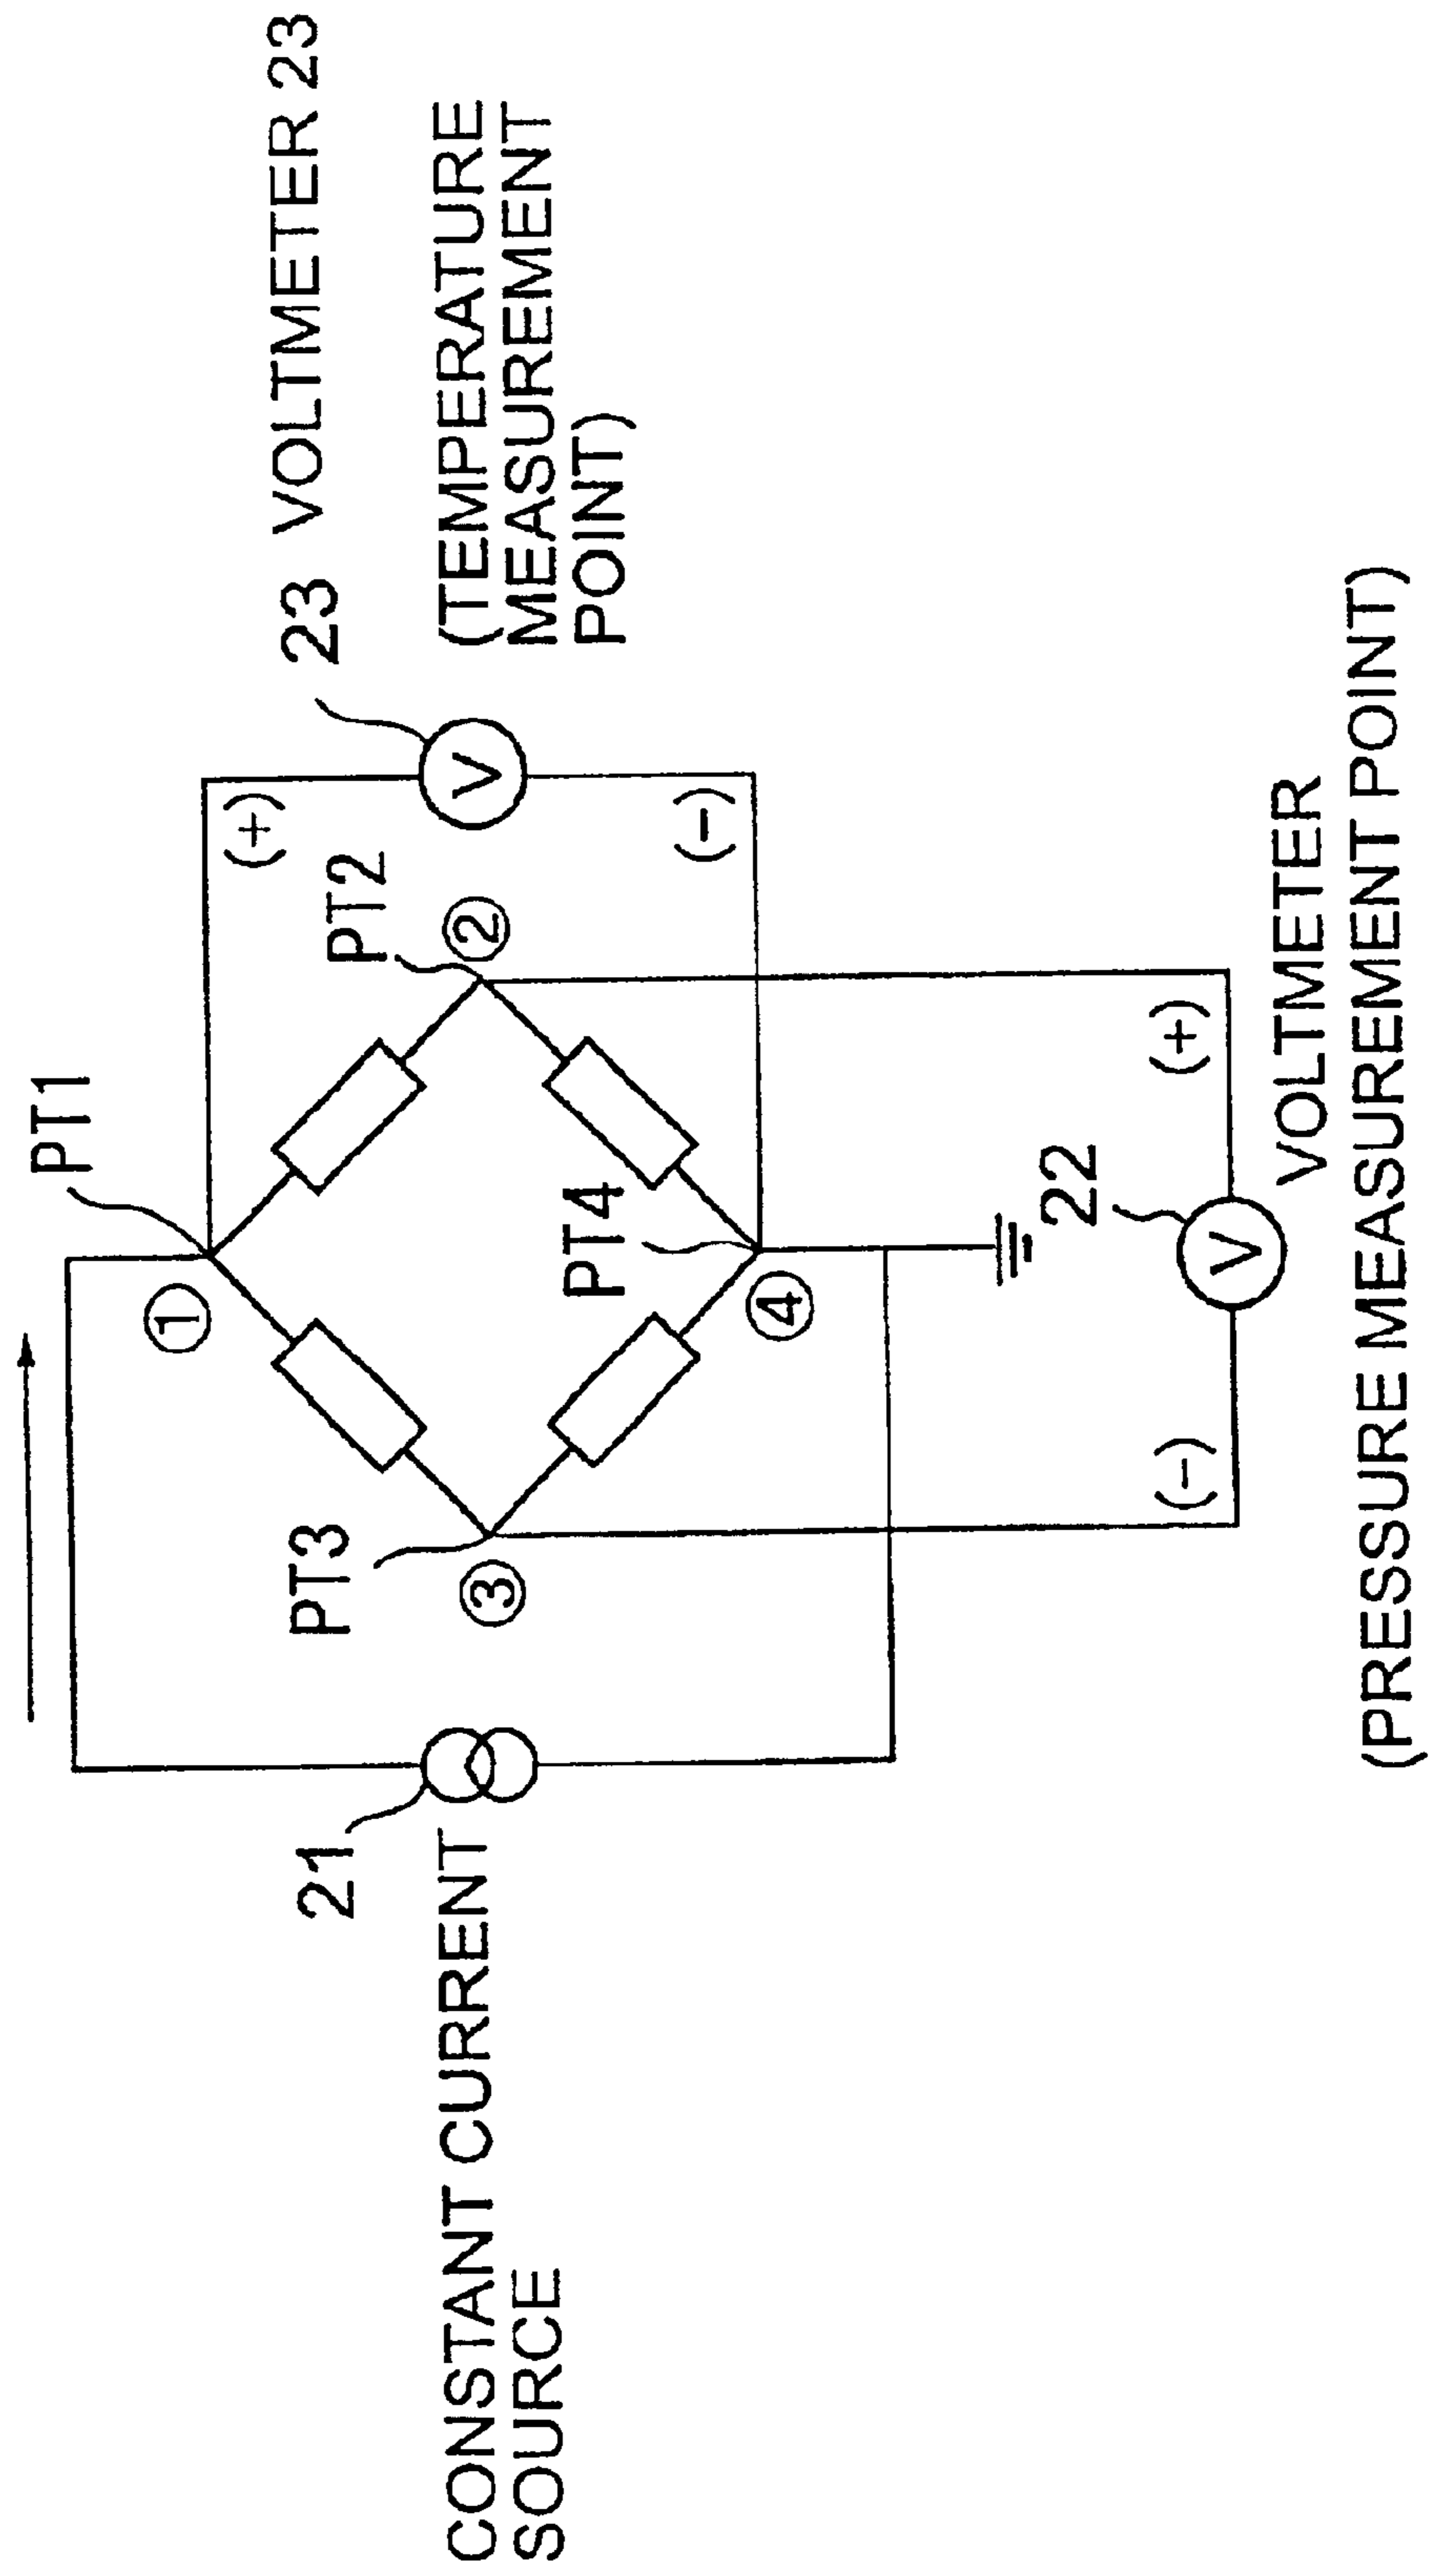 PT1
①
21
CONSTANT CURRENT
SOURCE
PT3
③
PT2
②
PT4
④
(+)
(-)
V
23
VOLTMETER 23
(TEMPERATURE
MEASUREMENT
POINT)
(-)
22
V
(+)
VOLTMETER
(PRESSURE MEASUREMENT POINT)